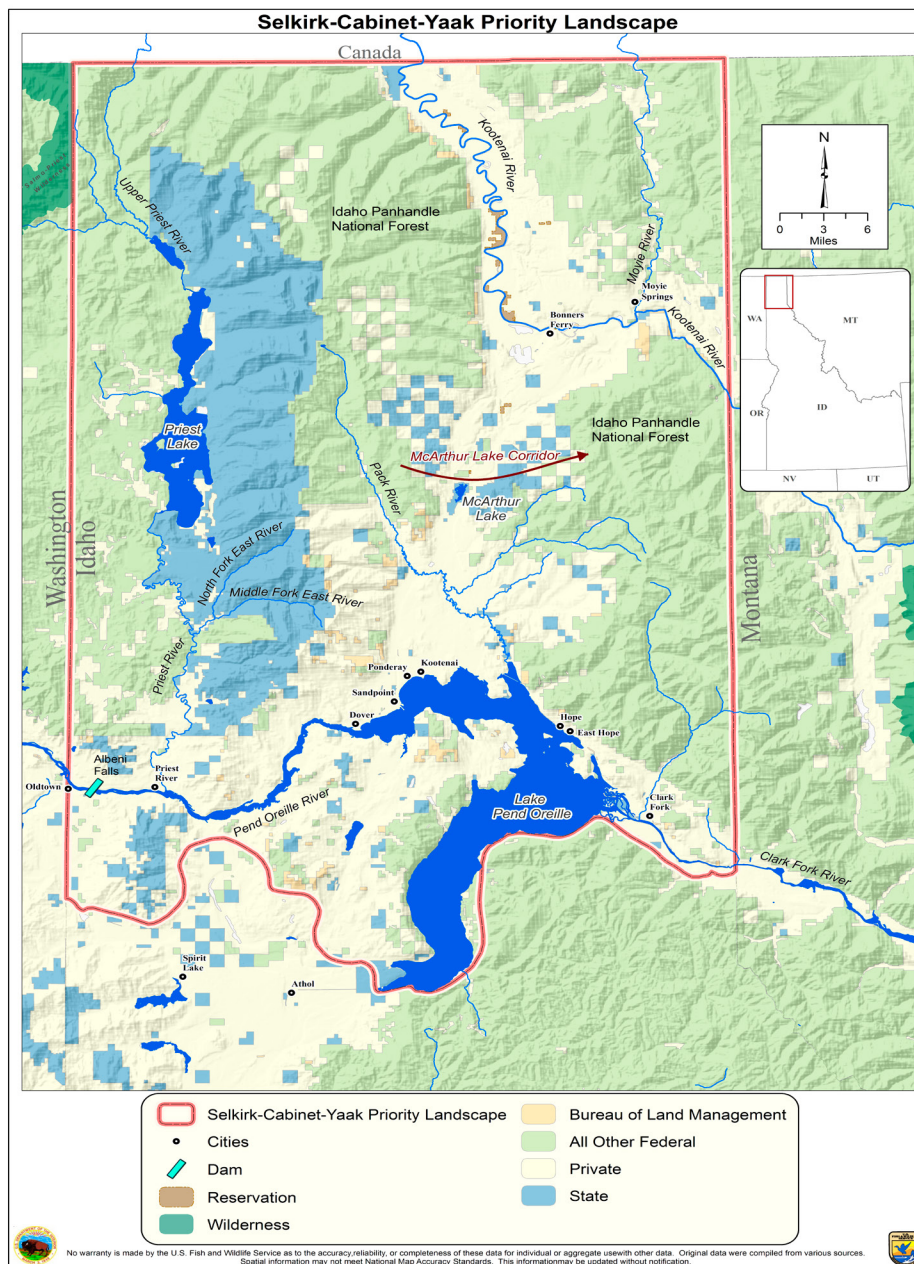 Selkirk-Cabinet-Yaak Priority Landscape
Canada
Kootenai River
Upper Priest River
Idaho Panhandle
National Forest
Moyie River
N
0 3 6
Miles
Moyie
Springs
Bonners
Ferry
Kootenai River
WA
MT
OR
ID
NV
UT
Priest
Lake
Idaho Panhandle
National Forest
McArthur Lake Corridor
Pack River
McArthur
Lake
Washington
Idaho
North Fork East River
Middle Fork East River
Montana
Priest River
Ponderay
Kootenai
Sandpoint
Dover
Hope
East Hope
Albeni
Falls
Oldtown
Priest
River
Lake
Pend Oreille
Clark
Fork
Pend Oreille River
Clark Fork River
Spirit
Lake
Athol
Selkirk-Cabinet-Yaak Priority Landscape
Cities
Dam
Reservation
Wilderness
Bureau of Land Management
All Other Federal
Private
State
No warranty is made by the U.S. Fish and Wildlife Service as to the accuracy,reliability, or completeness of these data for individual or aggregate usewith other data. Original data were compiled from various sources.
Spatial information may not meet National Map Accuracy Standards. This informationmay be updated without notification.